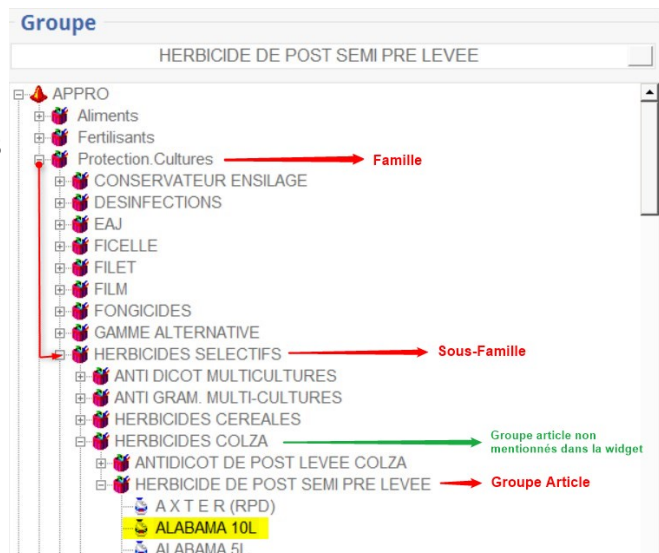 Groupe
HERBICIDE DE POST SEMI PRE LEVEE
APPRO
Aliments
Fertilisants
Protection.Cultures
Famille
CONSERVATEUR ENSILAGE
DESINFECTIONS
EAJ
FICELLE
FILET
FILM
FONGICIDES
GAMME ALTERNATIVE
HERBICIDES SELECTIFS
Sous-Famille
ANTI DICOT MULTICULTURES
ANTI GRAM. MULTI-CULTURES
HERBICIDES CEREALES
HERBICIDES COLZA
Groupe article non
mentionnés dans la widget
ANTIDICOT DE POST LEVEE COLZA
HERBICIDE DE POST SEMI PRE LEVEE
Groupe Article
A X T E R (RPD)
ALABAMA 10L
ALABAMA 5L